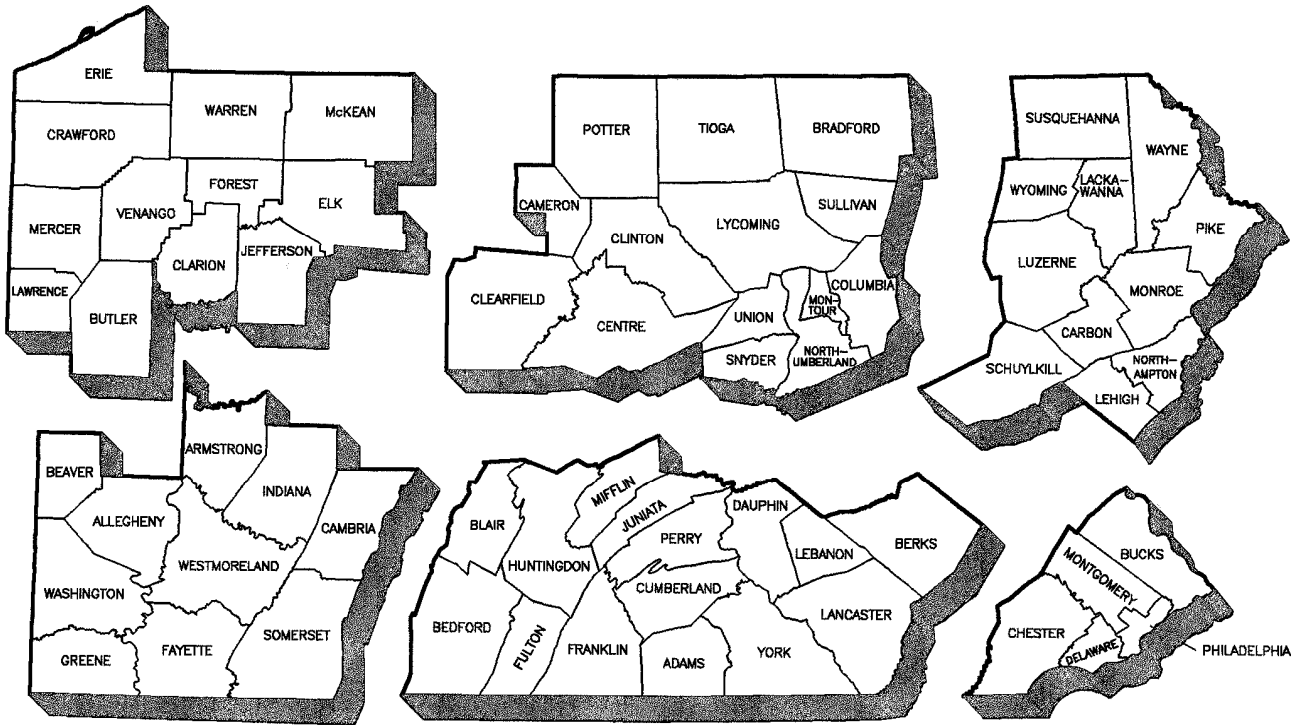 ERIE
WARREN
McKEAN
CRAWFORD
FOREST
ELK
VENANGO
MERCER
JEFFERSON
CLARION
LAWRENCE
BUTLER
POTTER
TIOGA
BRADFORD
CAMERON
SULLIVAN
LYCOMING
CLINTON
CLEARFIELD
COLUMBIA
MON-
TOUR
UNION
CENTRE
SNYDER
NORTH-
UMBERLAND
SUSQUEHANNA
WAYNE
WYOMING
LACKA-
WANNA
PIKE
LUZERNE
MONROE
CARBON
SCHUYLKILL
NORTH-
AMPTON
LEHIGH
ARMSTRONG
BEAVER
INDIANA
ALLEGHENY
CAMBRIA
WESTMORELAND
WASHINGTON
SOMERSET
FAYETTE
GREENE
MIFFLIN
BLAIR
JUNIATA
DAUPHIN
PERRY
LEBANON
BERKS
HUNTINGDON
CUMBERLAND
LANCASTER
BEDFORD
FULTON
FRANKLIN
ADAMS
YORK
BUCKS
MONTGOMERY
CHESTER
DELAWARE
PHILADELPHIA